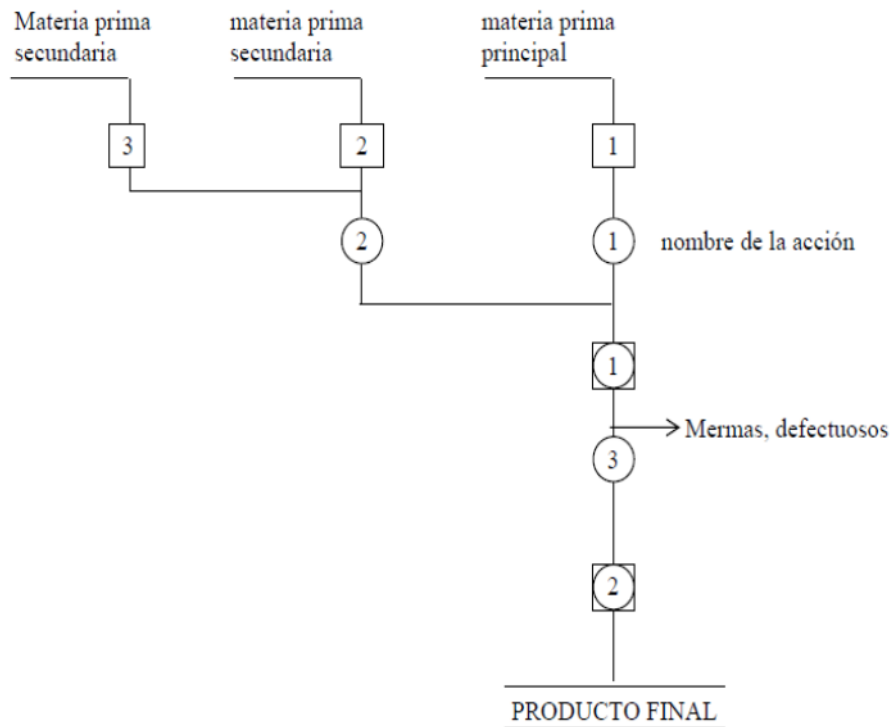 Materia prima
secundaria
materia prima
secundaria
materia prima
principal
3
2
1
2
1
nombre de la acción
1
Mermas, defectuosos
3
2
PRODUCTO FINAL